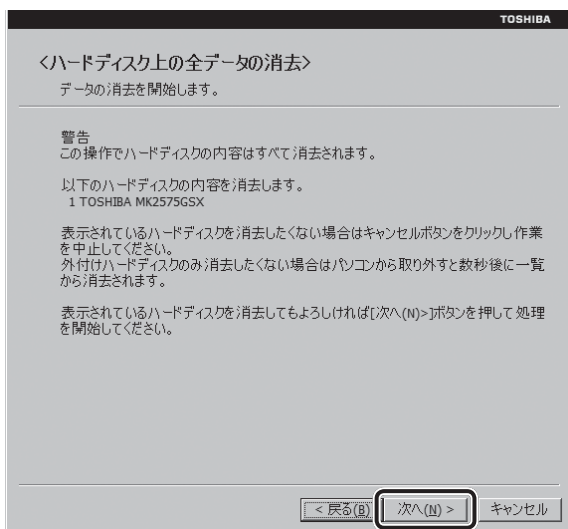 TOSHIBA
<ハードディスク上の全データの消去>
データの消去を開始します。
警告
この操作でハードディスクの内容はすべて消去されます。
以下のハードディスクの内容を消去します。
1 TOSHIBA MK2575GSX
表示されているハードディスクを消去したくない場合はキャンセルボタンをクリックし作業
を中止してください。
外付けハードディスクのみ消去したくない場合はパソコンから取り外すと数秒後に一覧
から消去されます。
表示されているハードディスクを消去してもよろしければ[次へ(N)>]ボタンを押して処理
を開始してください。
< 戻る(B) 次へ(N) > キャンセル